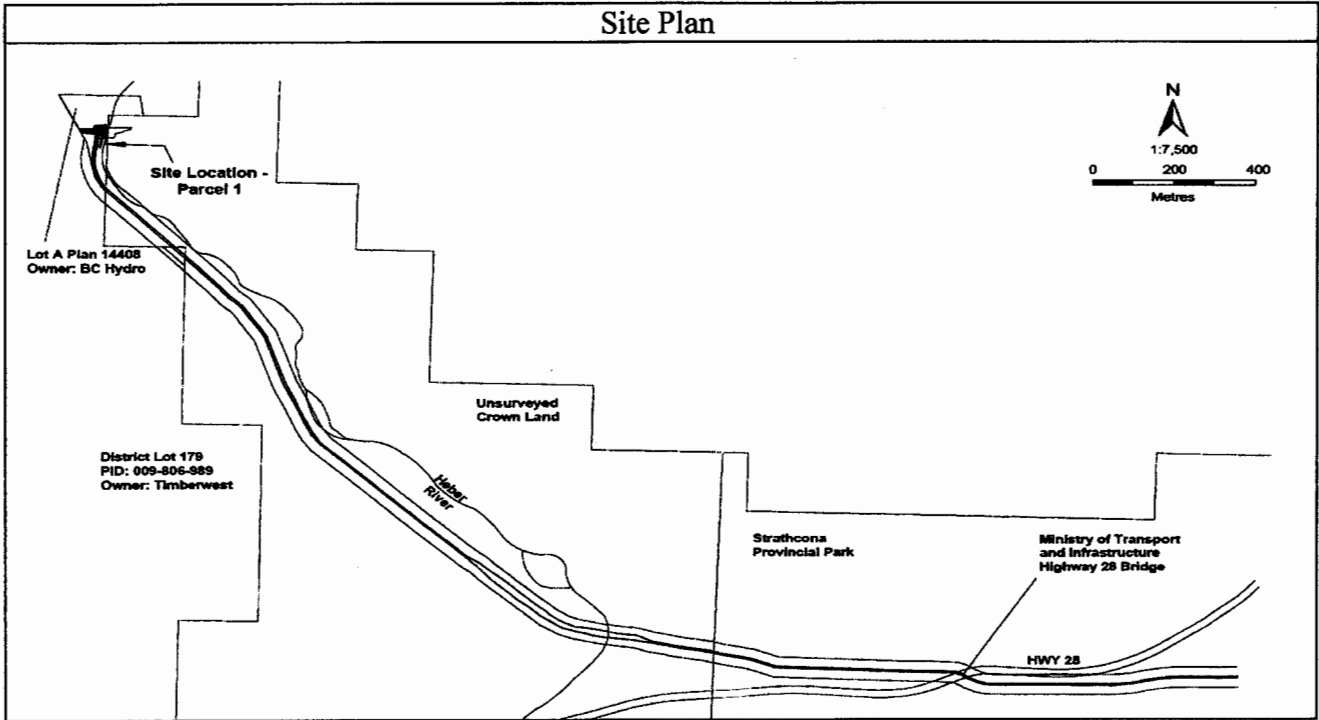 Site Plan
N
1:7,500
0 200 400
Metres
Site Location -
Parcel 1
Lot A Plan 14408
Owner: BC Hydro
Unsurveyed
Crown Land
District Lot 179
PID: 009-806-989
Owner: Timberwest
Heber
River
Strathcona
Provincial Park
Ministry of Transport
and Infrastructure
Highway 28 Bridge
HWY 28